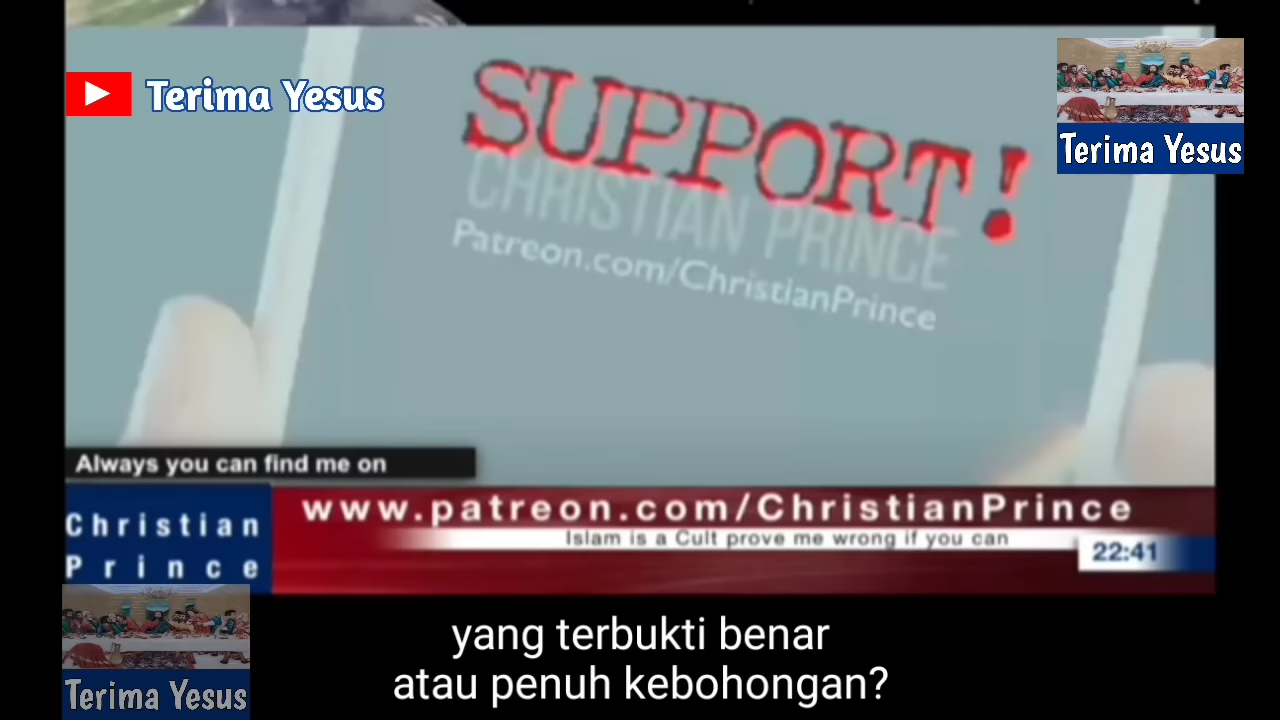 Terima Yesus
Terima Yesus
SUPPORT!
CHRISTIAN PRINCE
Patreon.com/ChristianPrince
Always you can find me on
www.patreon.com/ChristianPrince
Islam is a Cult prove me wrong if you can
22:41
Christian
Prince
Terima Yesus
yang terbukti benar
atau penuh kebohongan?